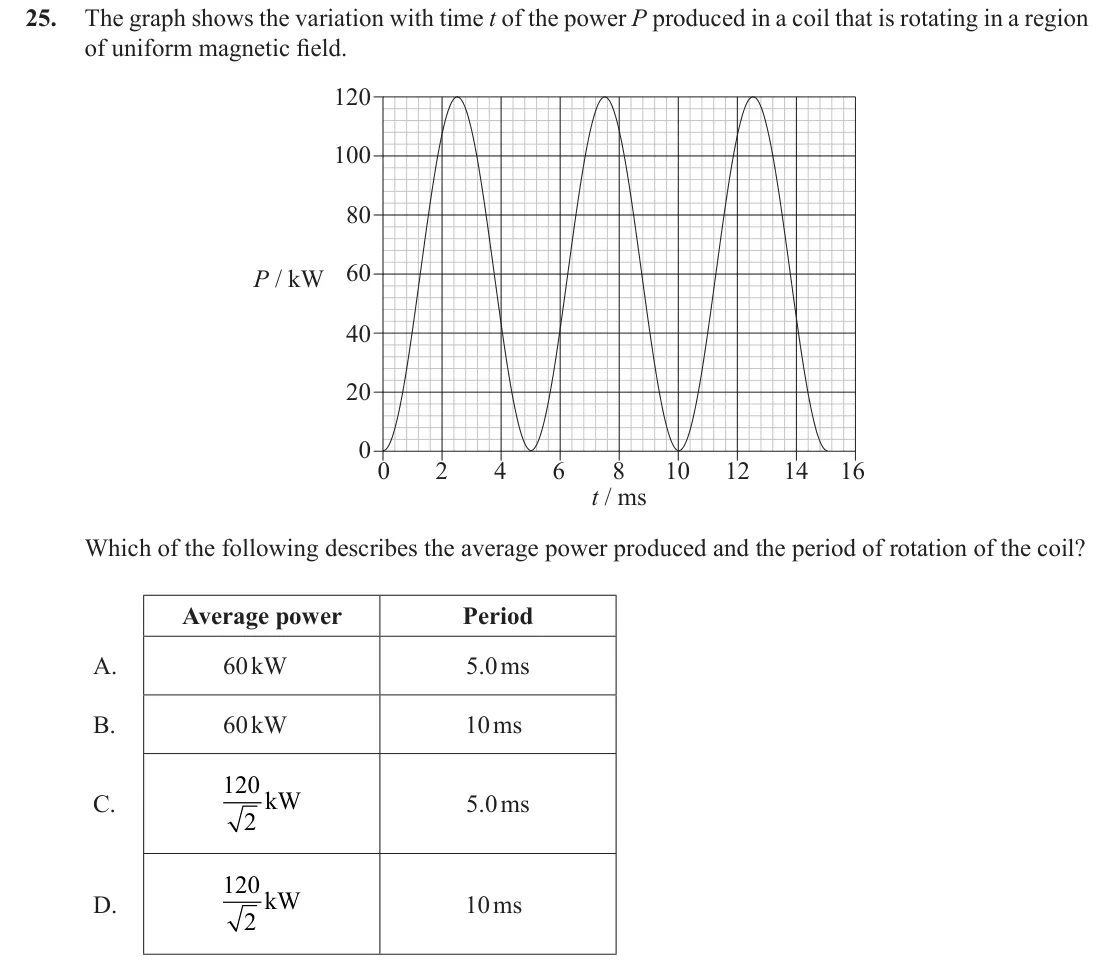 25. The graph shows the variation with time t of the power P produced in a coil that is rotating in a region
of uniform magnetic field.
120
100
80
P / kW 60
40
20
0
0 2 4 6 8 10 12 14 16
t / ms
Which of the following describes the average power produced and the period of rotation of the coil?
Average power Period
A. 60 kW 5.0 ms
B. 60 kW 10 ms
C. 120/√2 kW 5.0 ms
D. 120/√2 kW 10 ms